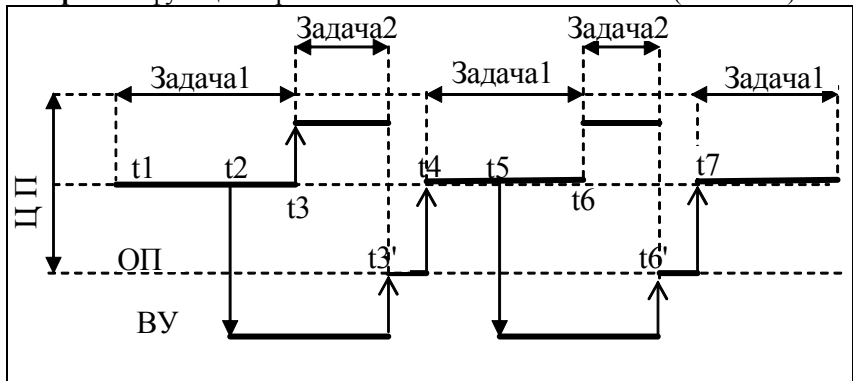 Задача2 Задача2
Задача1 Задача1 Задача1
t1 t2 t4 t5 t7
t3 t6
Ц П
ОП t3' t6'
ВУ